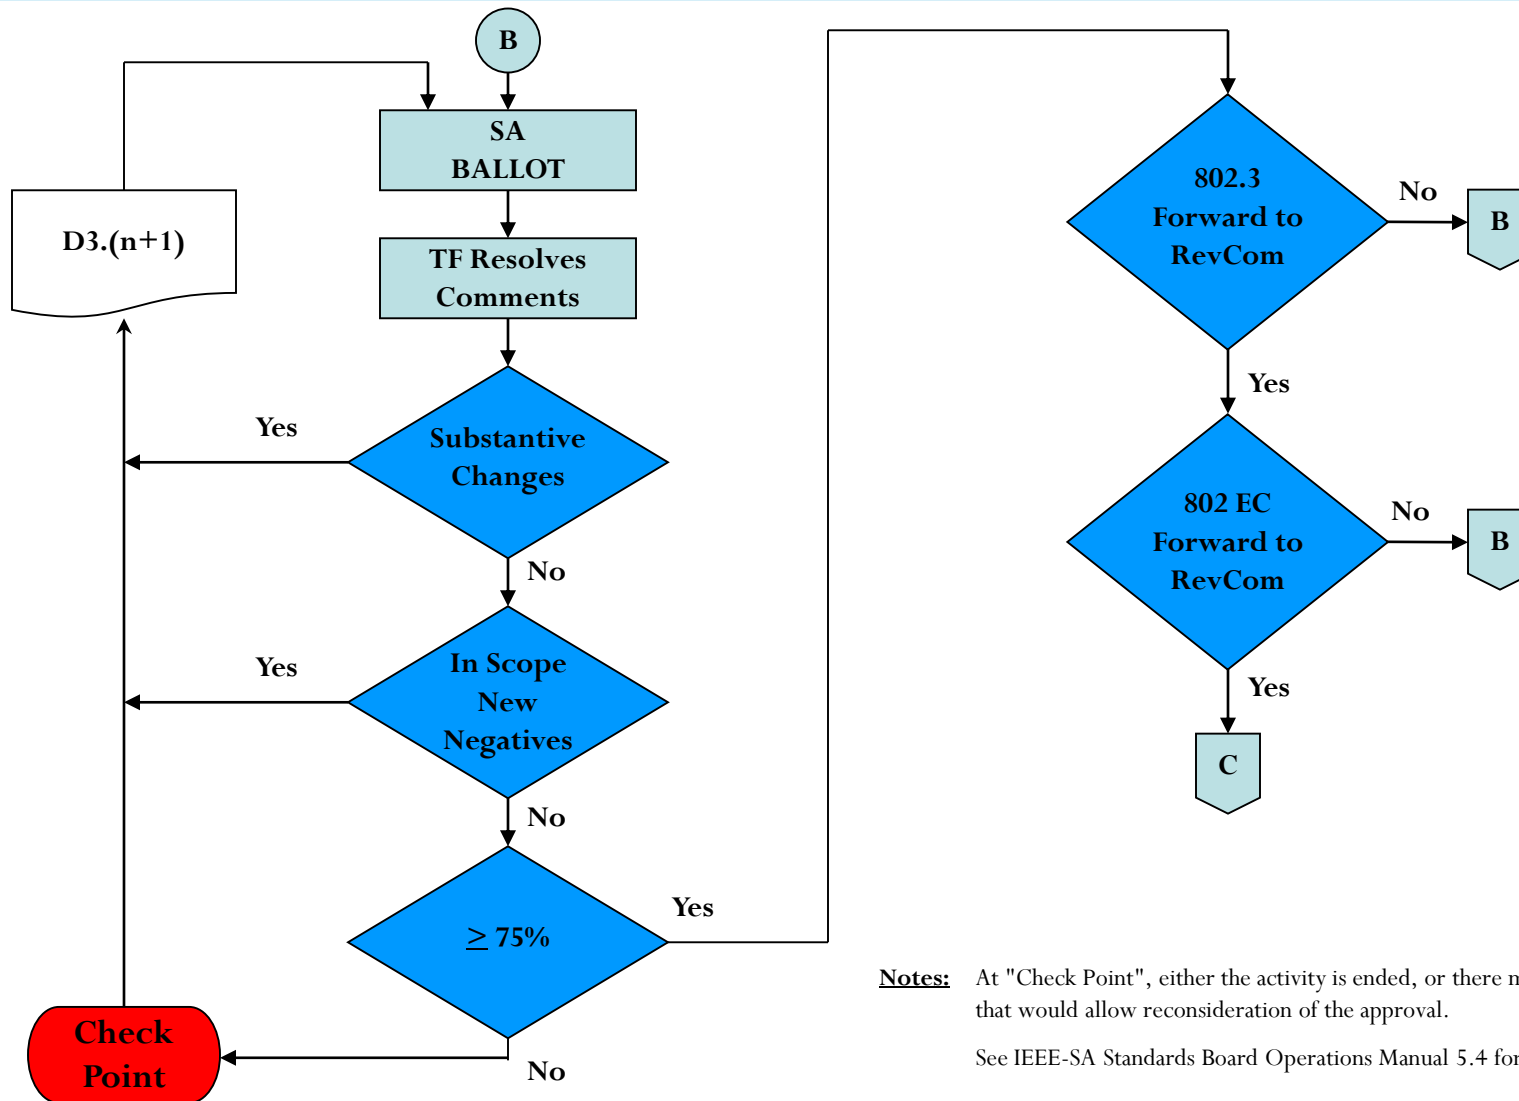 B
SA
BALLOT
D3.(n+1)
TF Resolves
Comments
Yes
Substantive
Changes
No
Yes
In Scope
New
Negatives
No
≥ 75%
Yes
No
Check
Point
802.3
Forward to
RevCom
No
B
Yes
802 EC
Forward to
RevCom
No
B
Yes
C
Notes: At "Check Point", either the activity is ended, or there
that would allow reconsideration of the approval.
See IEEE-SA Standards Board Operations Manual 5.4 for